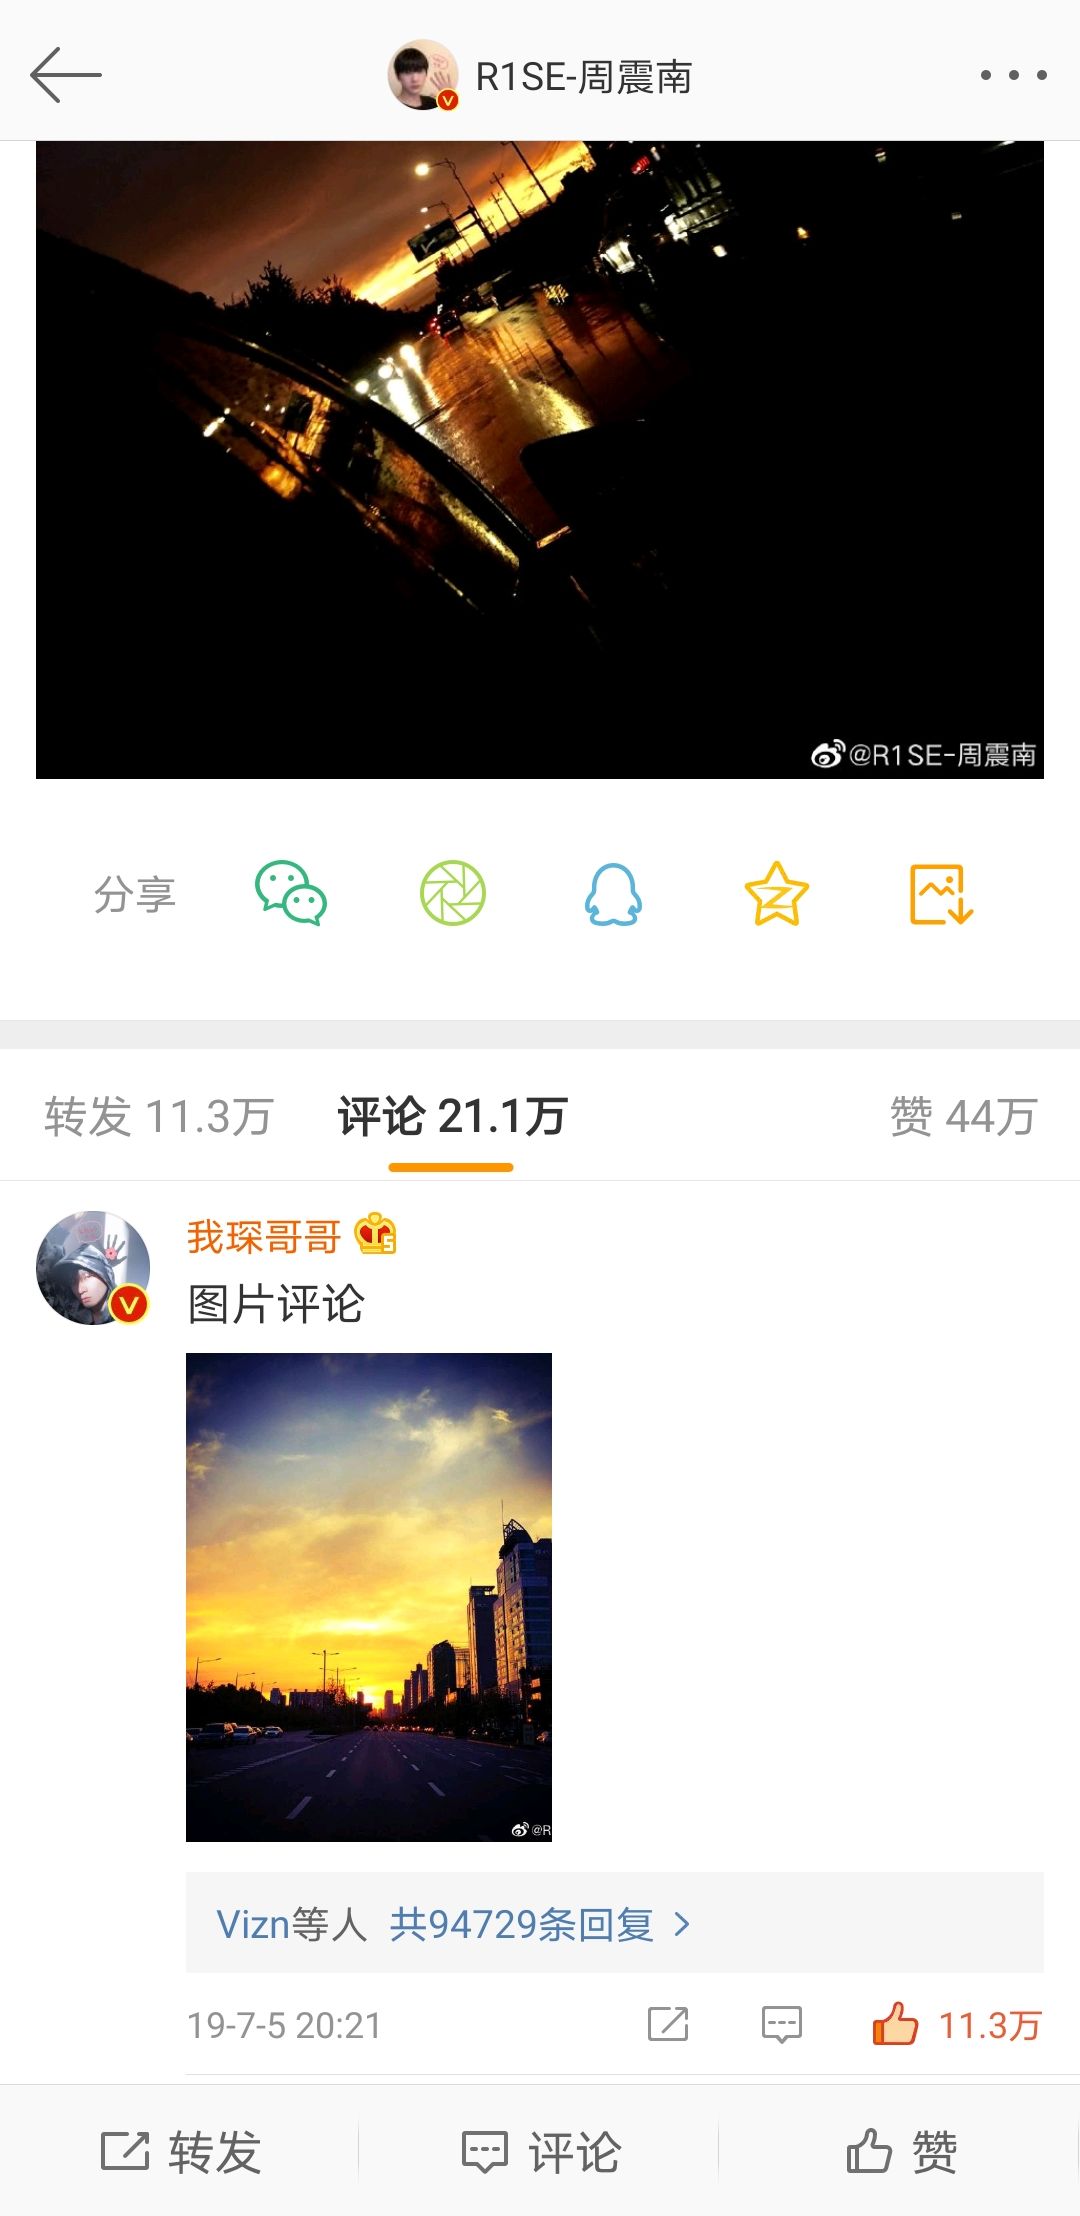 R1SE-周震南
@R1SE-周震南
分享
转发 11.3万
评论 21.1万
赞 44万
我琛哥哥
5
图片评论
@R
Vizn等人 共94729条回复 >
19-7-5 20:21
11.3万
转发
评论
赞